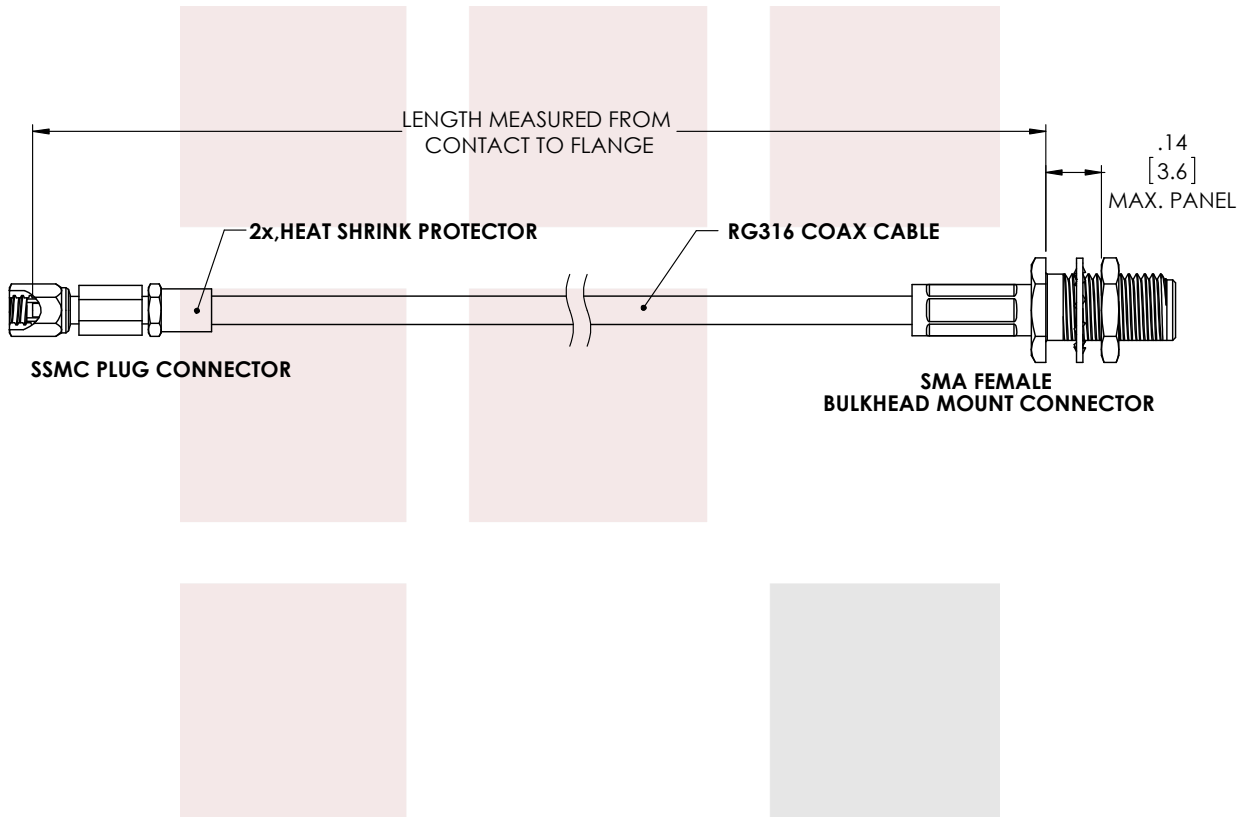 LENGTH MEASURED FROM
CONTACT TO FLANGE
.14
[3.6]
MAX. PANEL
2x,HEAT SHRINK PROTECTOR
RG316 COAX CABLE
SSMC PLUG CONNECTOR
SMA FEMALE
BULKHEAD MOUNT CONNECTOR